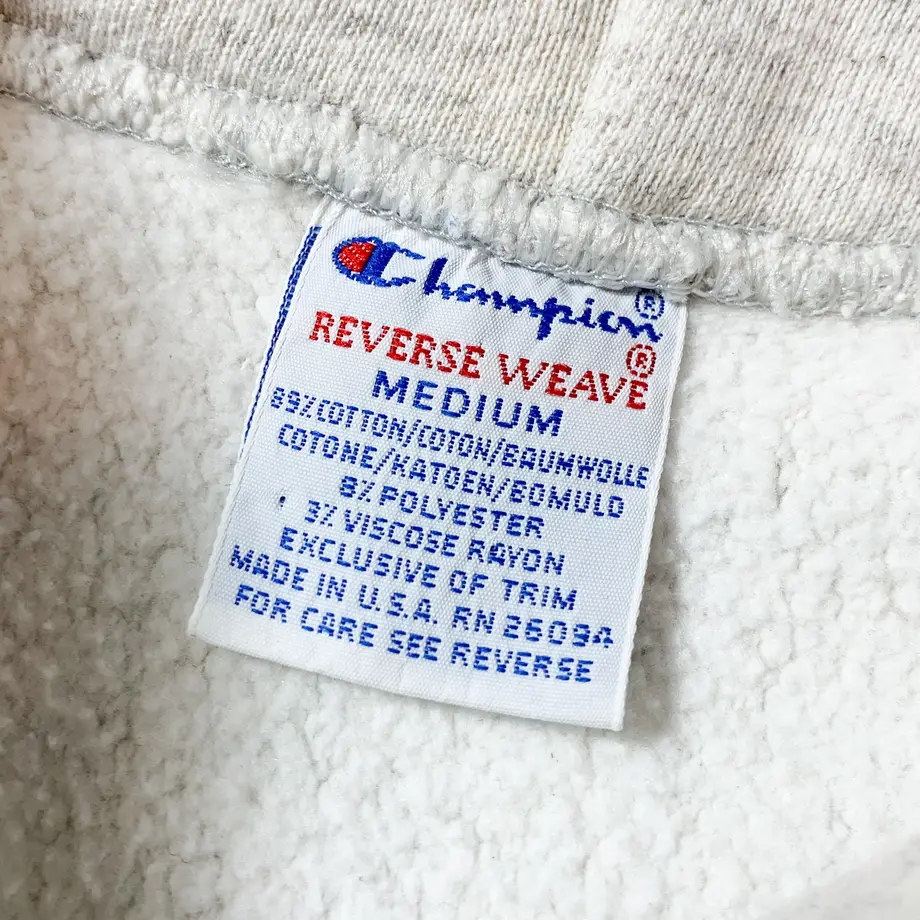 Champion®
REVERSE WEAVE®
MEDIUM
89% COTTON/COTON/BAUMWOLLE
COTONE/KATOEN/BOMULD
8% POLYESTER
3% VISCOSE RAYON
EXCLUSIVE OF TRIM
MADE IN U.S.A. RN 26094
FOR CARE SEE REVERSE